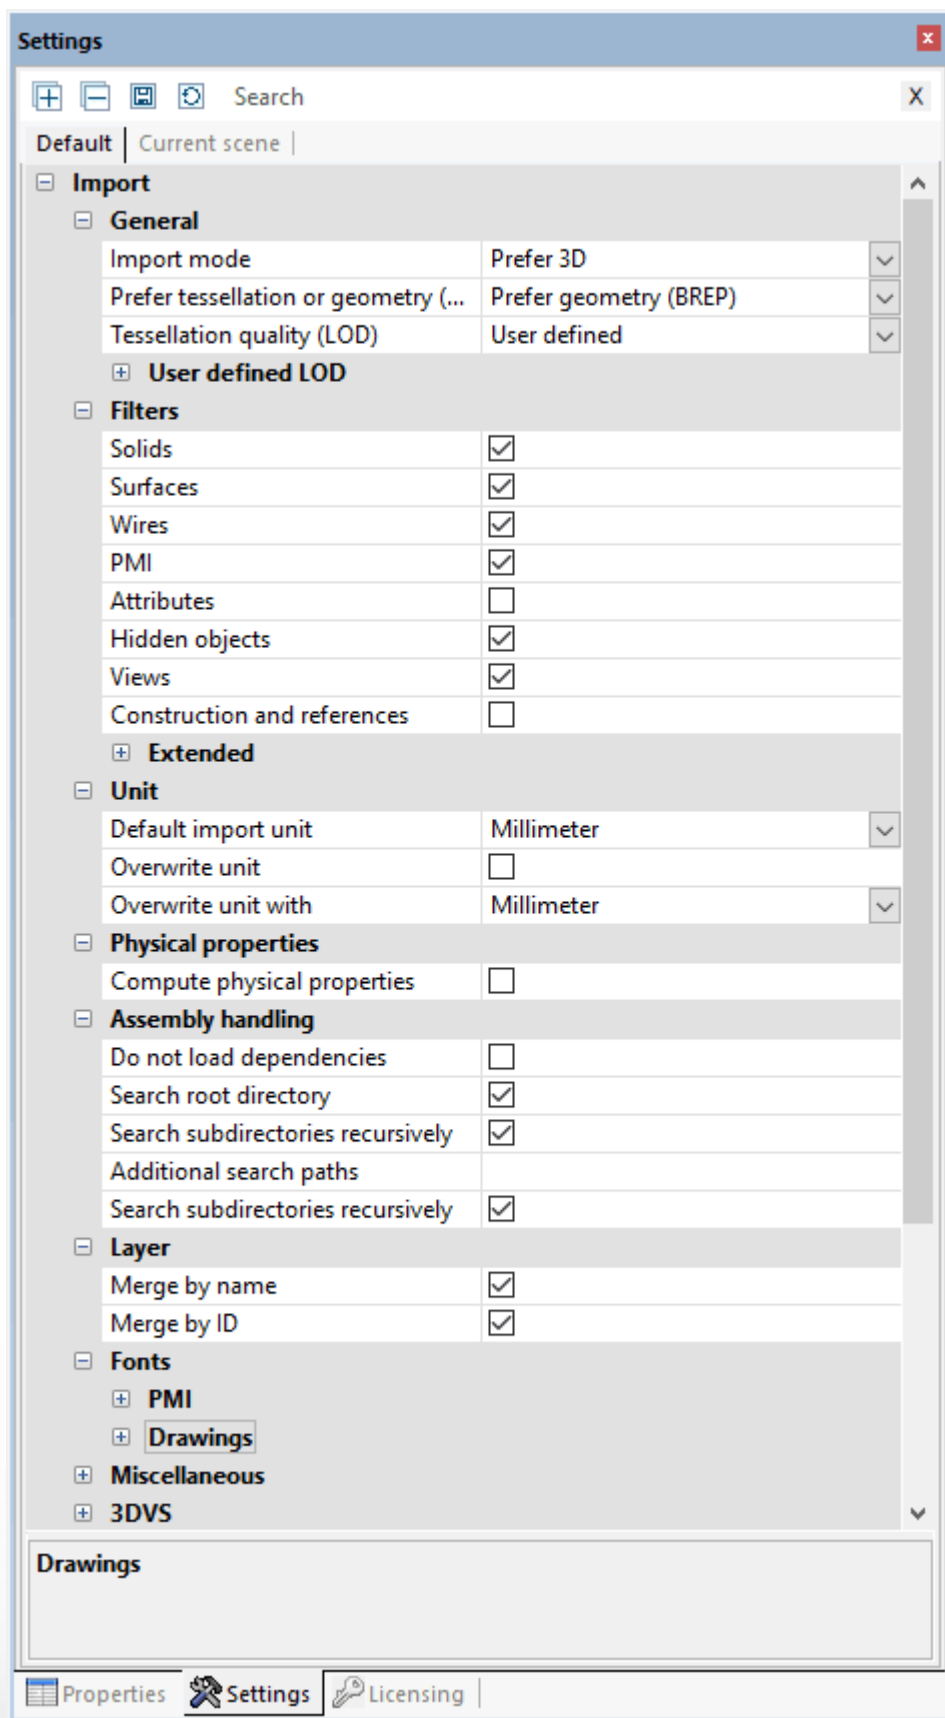 Settings
Search X
Default Current scene
Import
General
Import mode Prefer 3D
Prefer tessellation or geometry (... Prefer geometry (BREP)
Tessellation quality (LOD) User defined
User defined LOD
Filters
Solids
Surfaces
Wires
PMI
Attributes
Hidden objects
Views
Construction and references
Extended
Unit
Default import unit Millimeter
Overwrite unit
Overwrite unit with Millimeter
Physical properties
Compute physical properties
Assembly handling
Do not load dependencies
Search root directory
Search subdirectories recursively
Additional search paths
Search subdirectories recursively
Layer
Merge by name
Merge by ID
Fonts
PMI
Drawings
Miscellaneous
3DVS
Drawings
Properties Settings Licensing